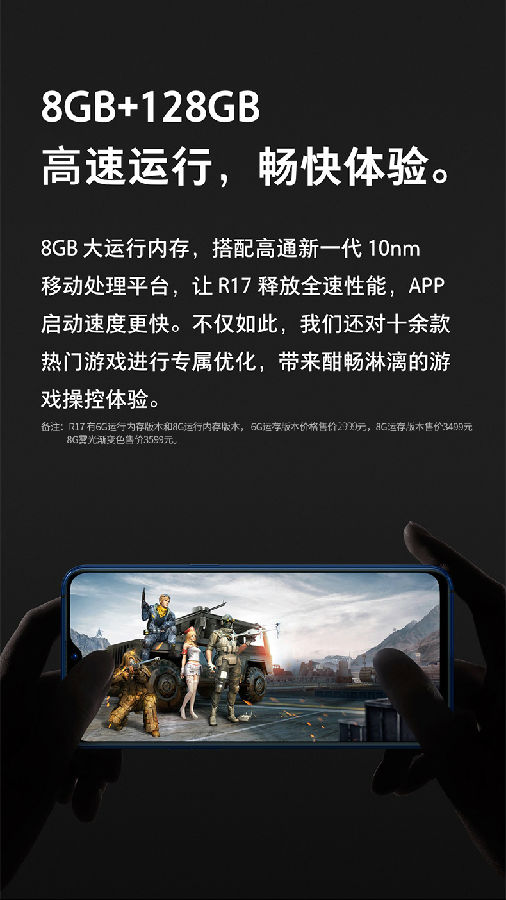 8GB+128GB
高速运行，畅快体验。
8GB 大运行内存，搭配高通新一代 10nm
移动处理平台，让 R17 释放全速性能，APP
启动速度更快。不仅如此，我们还对十余款
热门游戏进行专属优化，带来酣畅淋漓的游
戏操控体验。
备注：R17有6G运行内存版本和8G运行内存版本， 6G运存版本价格售价2999元，8G运存版本售价3499元
8G雾光渐变色售价3599元。